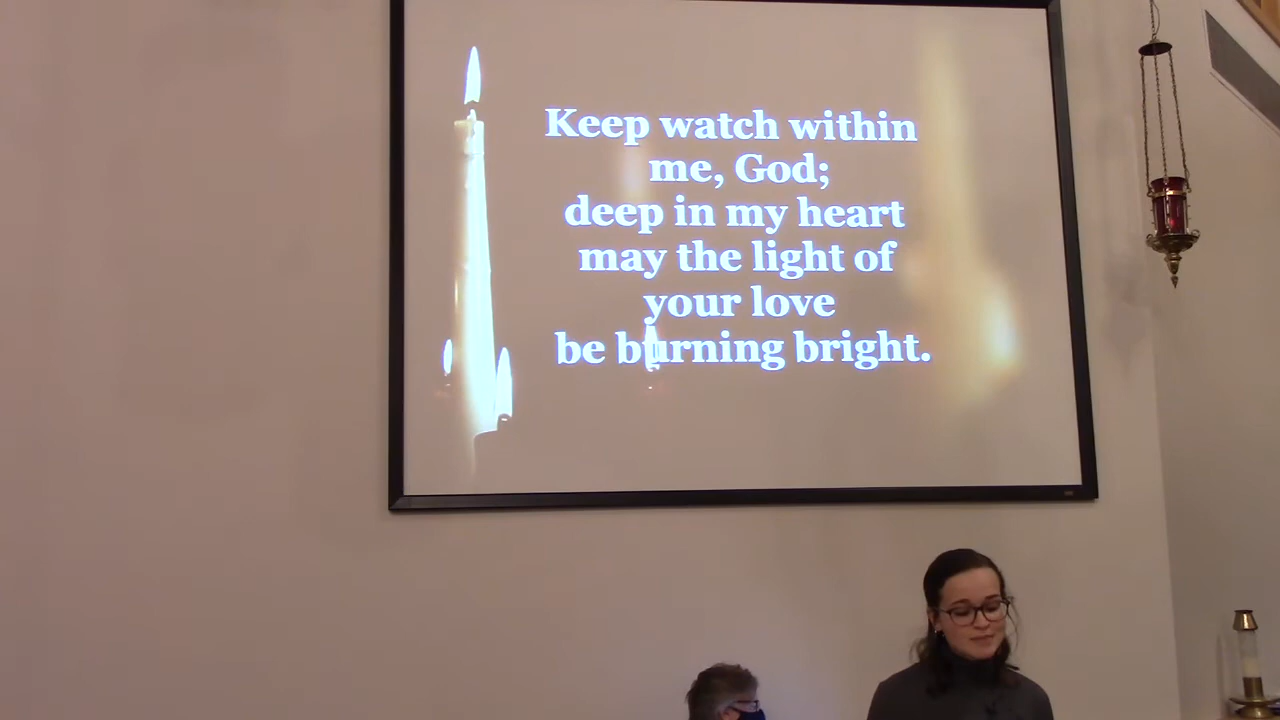 Keep watch within
me, God;
deep in my heart
may the light of
your love
be burning bright.